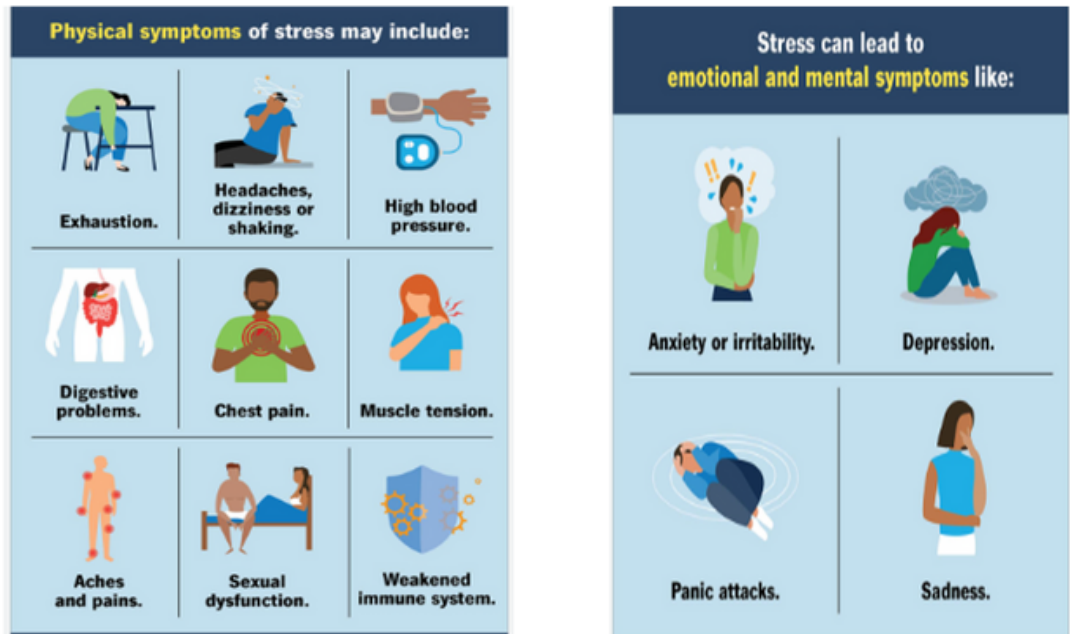 Physical symptoms of stress may include:
Exhaustion.
Headaches,
dizziness or
shaking.
High blood
pressure.
Digestive
problems.
Chest pain.
Muscle tension.
Aches
and pains.
Sexual
dysfunction.
Weakened
immune system.
Stress can lead to
emotional and mental symptoms like:
Anxiety or irritability.
Depression.
Panic attacks.
Sadness.